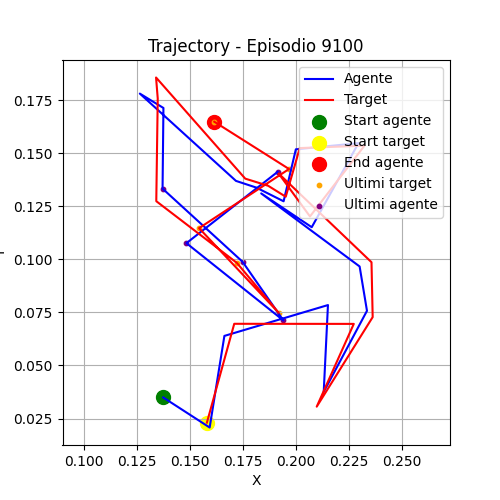 Trajectory - Episodio 9100
Agente
Target
Start agente
Start target
End agente
Ultimi target
Ultimi agente
0.175
0.150
0.125
0.100
0.075
0.050
0.025
0.100 0.125 0.150 0.175 0.200 0.225 0.250
X